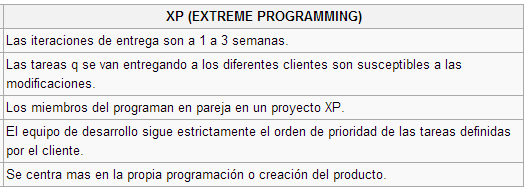 XP (EXTREME PROGRAMMING)
Las iteraciones de entrega son a 1 a 3 semanas.
Las tareas q se van entregando a los diferentes clientes son susceptibles a las
modificaciones.
Los miembros del programan en pareja en un proyecto XP.
El equipo de desarrollo sigue estrictamente el orden de prioridad de las tareas definidas
por el cliente.
Se centra mas en la propia programación o creación del producto.